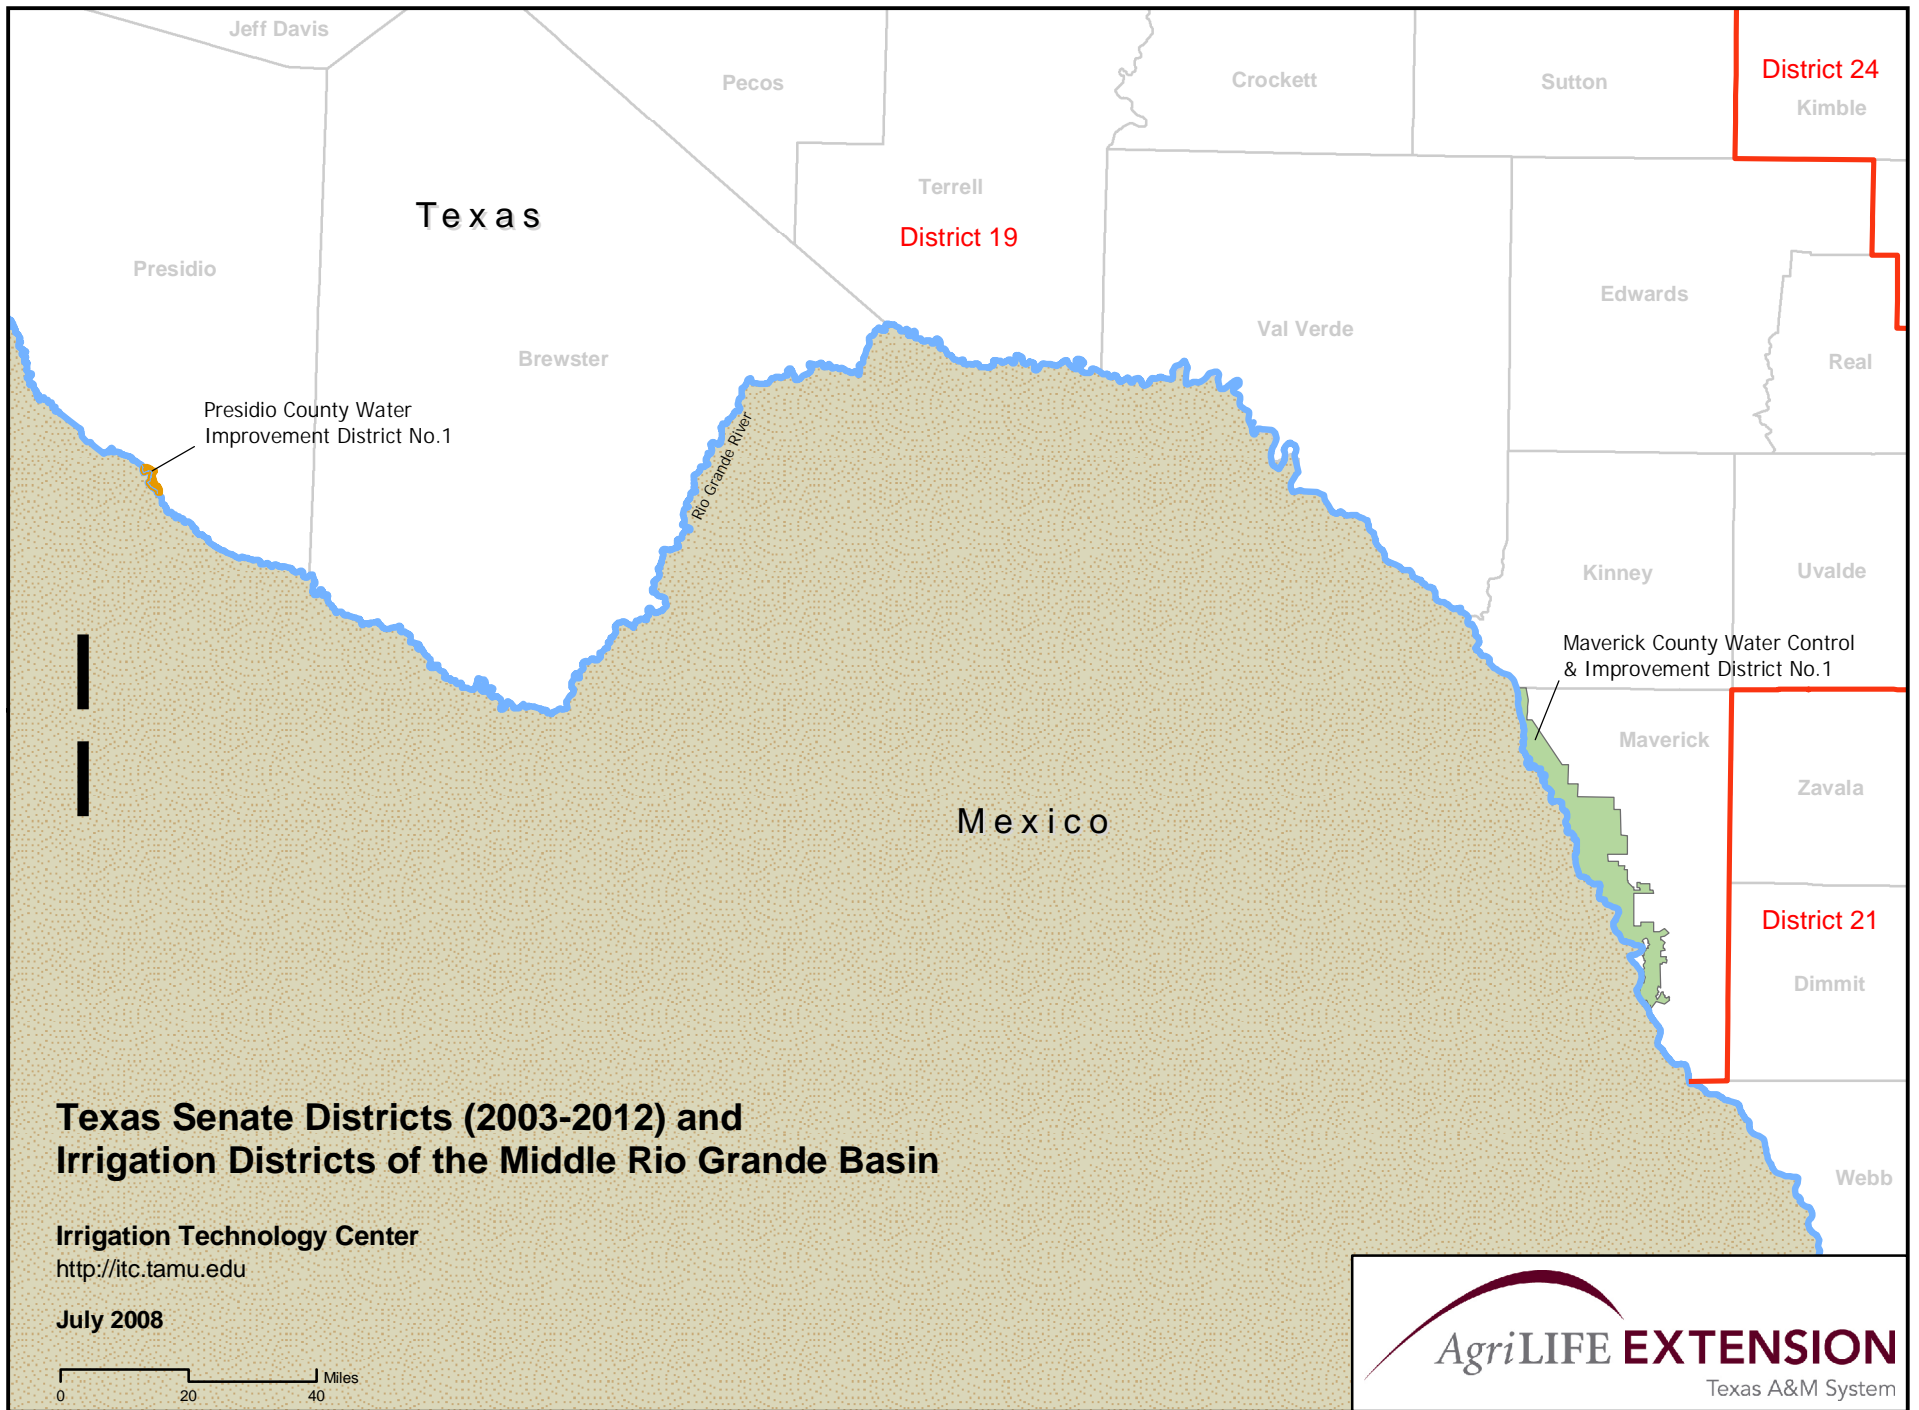 Jeff Davis
Pecos
Crockett
Sutton
District 24
Kimble
Terrell
Texas
District 19
Presidio
Edwards
Val Verde
Brewster
Real
Presidio County Water
Improvement District No.1
Rio Grande River
Kinney
Uvalde
Maverick County Water Control
& Improvement District No.1
Maverick
Zavala
Mexico
District 21
Dimmit
Texas Senate Districts (2003-2012) and
Irrigation Districts of the Middle Rio Grande Basin
Webb
Irrigation Technology Center
http://itc.tamu.edu
July 2008
Miles
0 20 40
AgriLIFE EXTENSION
Texas A&M System